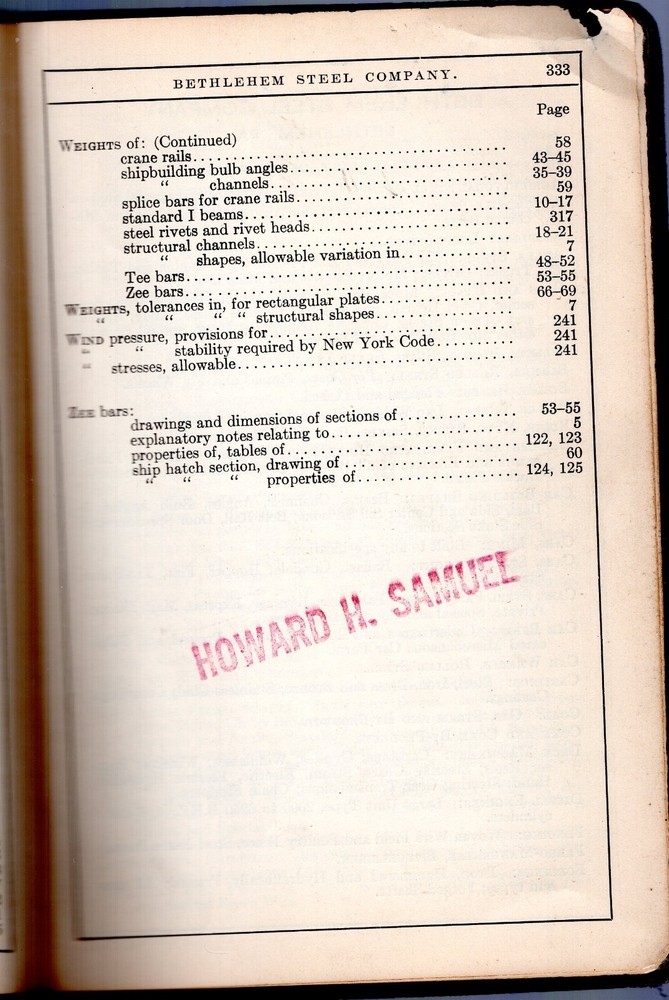 BETHLEHEM STEEL COMPANY. 333
Page
WEIGHTS of: (Continued)
crane rails........................................ 58
shipbuilding bulb angles........................... 43–45
“ channels........................... 35–39
splice bars for crane rails........................ 59
standard I beams................................... 10–17
steel rivets and rivet heads....................... 317
structural channels................................ 18–21
“ shapes, allowable variation in.............. 7
Tee bars........................................... 48–52
Zee bars........................................... 53–55
WEIGHTS, tolerances in, for rectangular plates................ 66–69
“ “ “ “ structural shapes................ 7
WIND pressure, provisions for.............................. 241
“ “ stability required by New York Code.......... 241
“ stresses, allowable................................... 241
ZEE bars:
drawings and dimensions of sections of............. 53–55
explanatory notes relating to...................... 5
properties of, tables of........................... 122, 123
ship hatch section, drawing of .................... 60
“ “ “ properties of.................... 124, 125
HOWARD H. SAMUEL